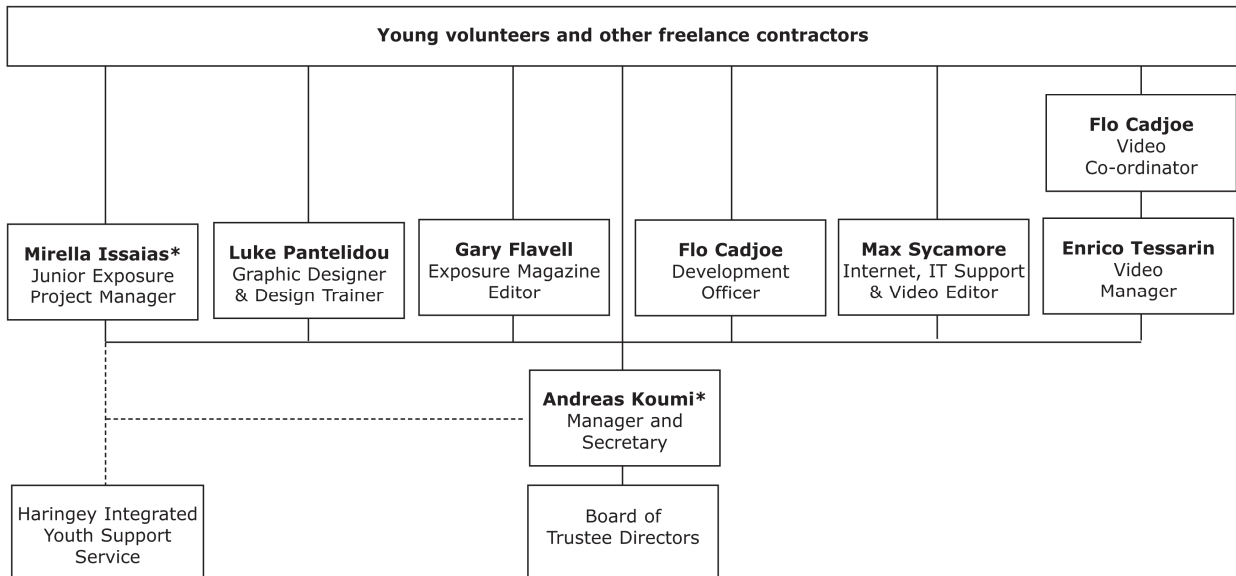 Young volunteers and other freelance contractors
Flo Cadjoe
Video
Co-ordinator
Mirella Issaias*
Junior Exposure
Project Manager
Luke Pantelidou
Graphic Designer
& Design Trainer
Gary Flavell
Exposure Magazine
Editor
Flo Cadjoe
Development
Officer
Max Sycamore
Internet, IT Support
& Video Editor
Enrico Tessarin
Video
Manager
Andreas Koumi*
Manager and
Secretary
Haringey Integrated
Youth Support
Service
Board of
Trustee Directors